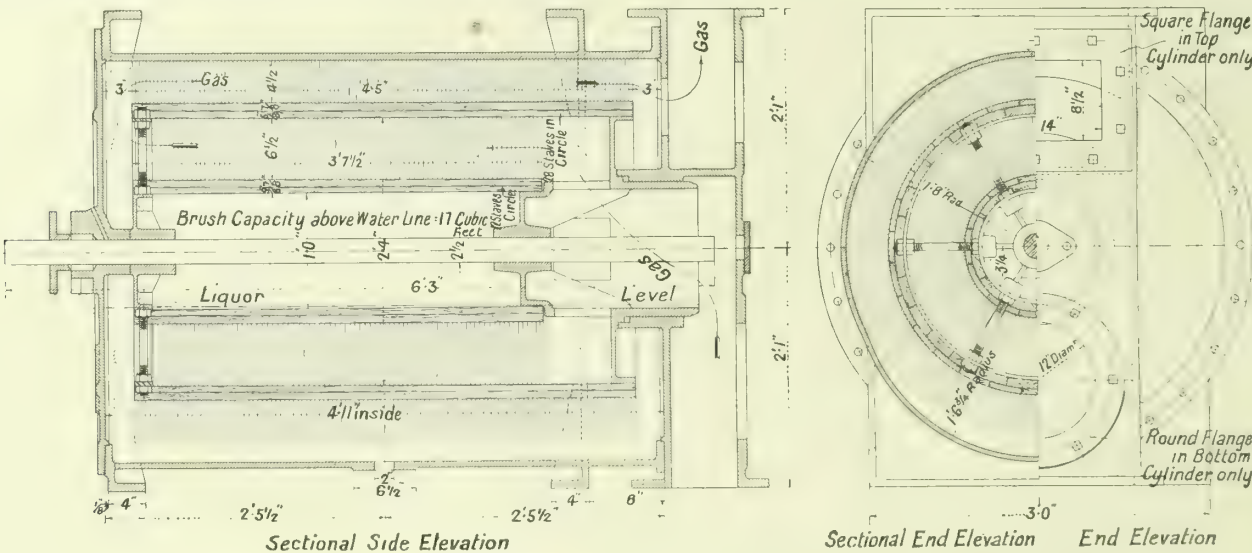 Gas
3
4·5
3
4½
6½
3'7½"
28 Staves in
Circle
Brush Capacity above Water Line = 17 Cubic
Feet
Staves
Circle
1'·0"
2'·4"
2½"
6·3"
Liquor
Level
Gas
Gas
2'·1"
2'·1"
4'·11" inside
2"
6½
4"
2'·5½"
2'·5½"
4"
6"
Sectional Side Elevation
Square Flange
in Top
Cylinder only
8½"
14"
1'·8" Rad
3¼
12" Diamr
1'·6¾" Radius
Round Flange
in Bottom
Cylinder only
3'·0"
Sectional End Elevation
End Elevation